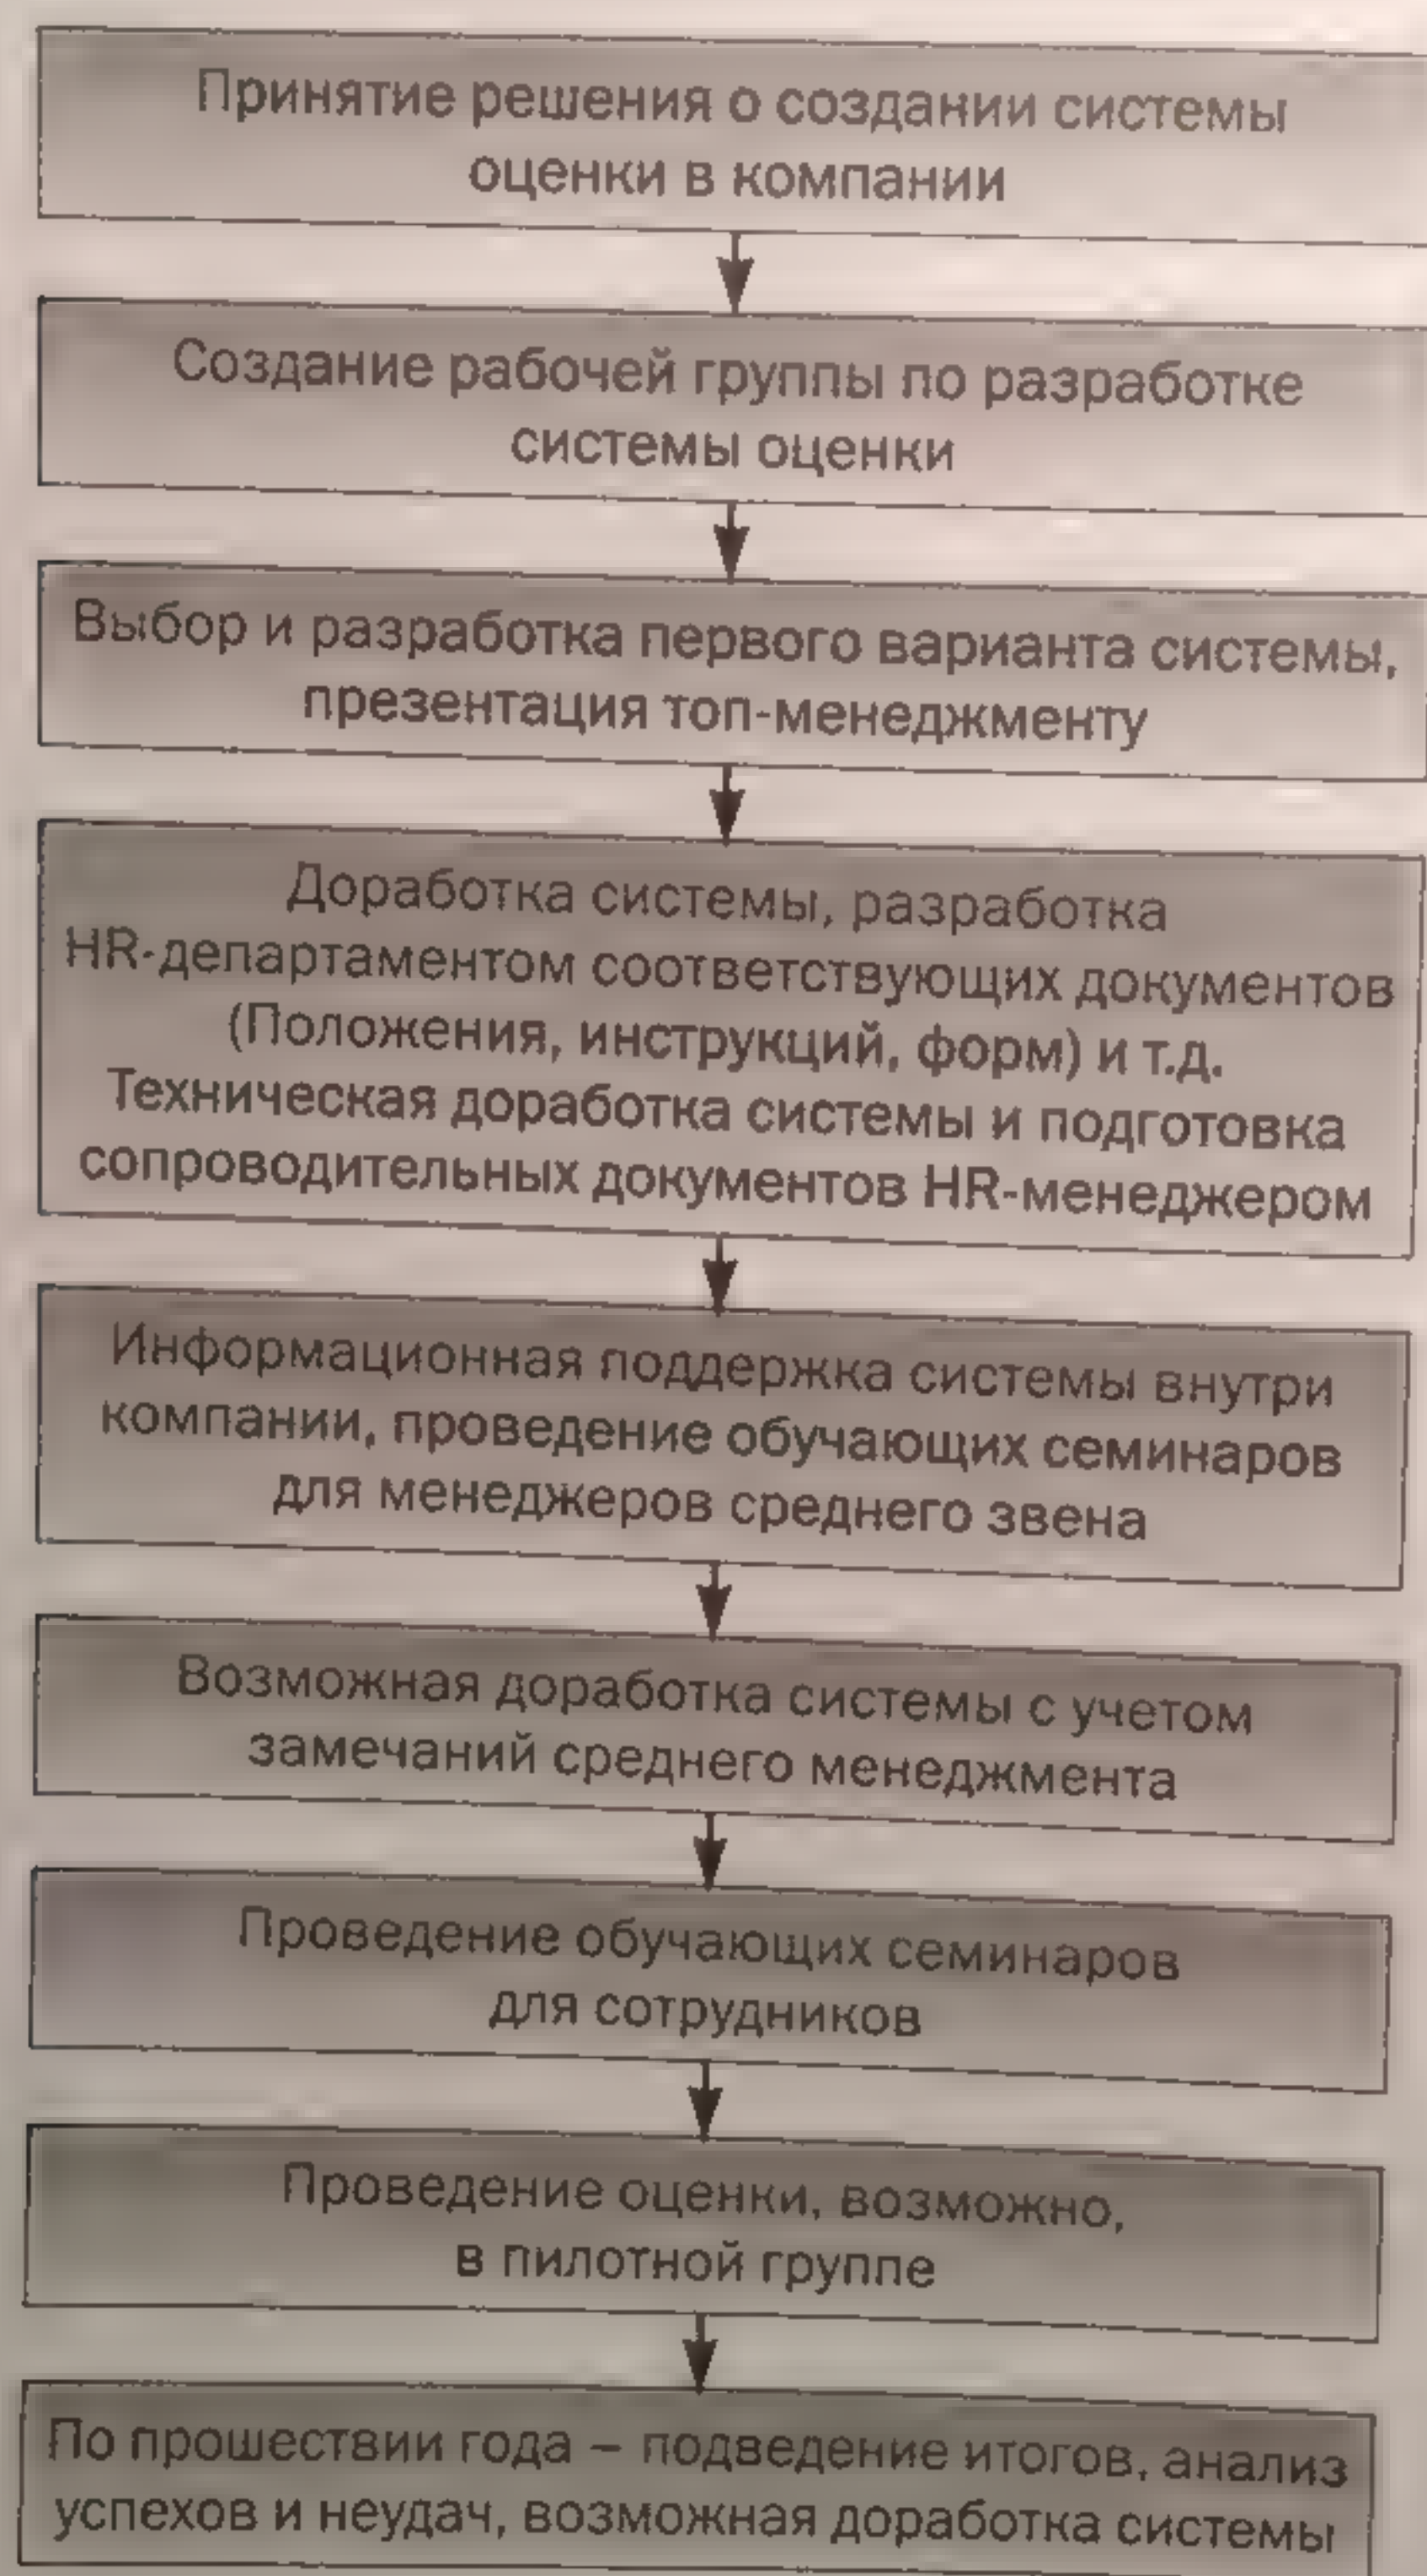 Принятие решения о создании системы
оценки в компании
Создание рабочей группы по разработке
системы оценки
Выбор и разработка первого варианта системы,
презентация топ-менеджменту
Доработка системы, разработка
HR-департаментом соответствующих документов
(Положения, инструкций, форм) и т.д.
Техническая доработка системы и подготовка
сопроводительных документов HR-менеджером
Информационная поддержка системы внутри
компании, проведение обучающих семинаров
для менеджеров среднего звена
Возможная доработка системы с учетом
замечаний среднего менеджмента
Проведение обучающих семинаров
для сотрудников
Проведение оценки, возможно,
в пилотной группе
По прошествии года – подведение итогов, анализ
успехов и неудач, возможная доработка системы